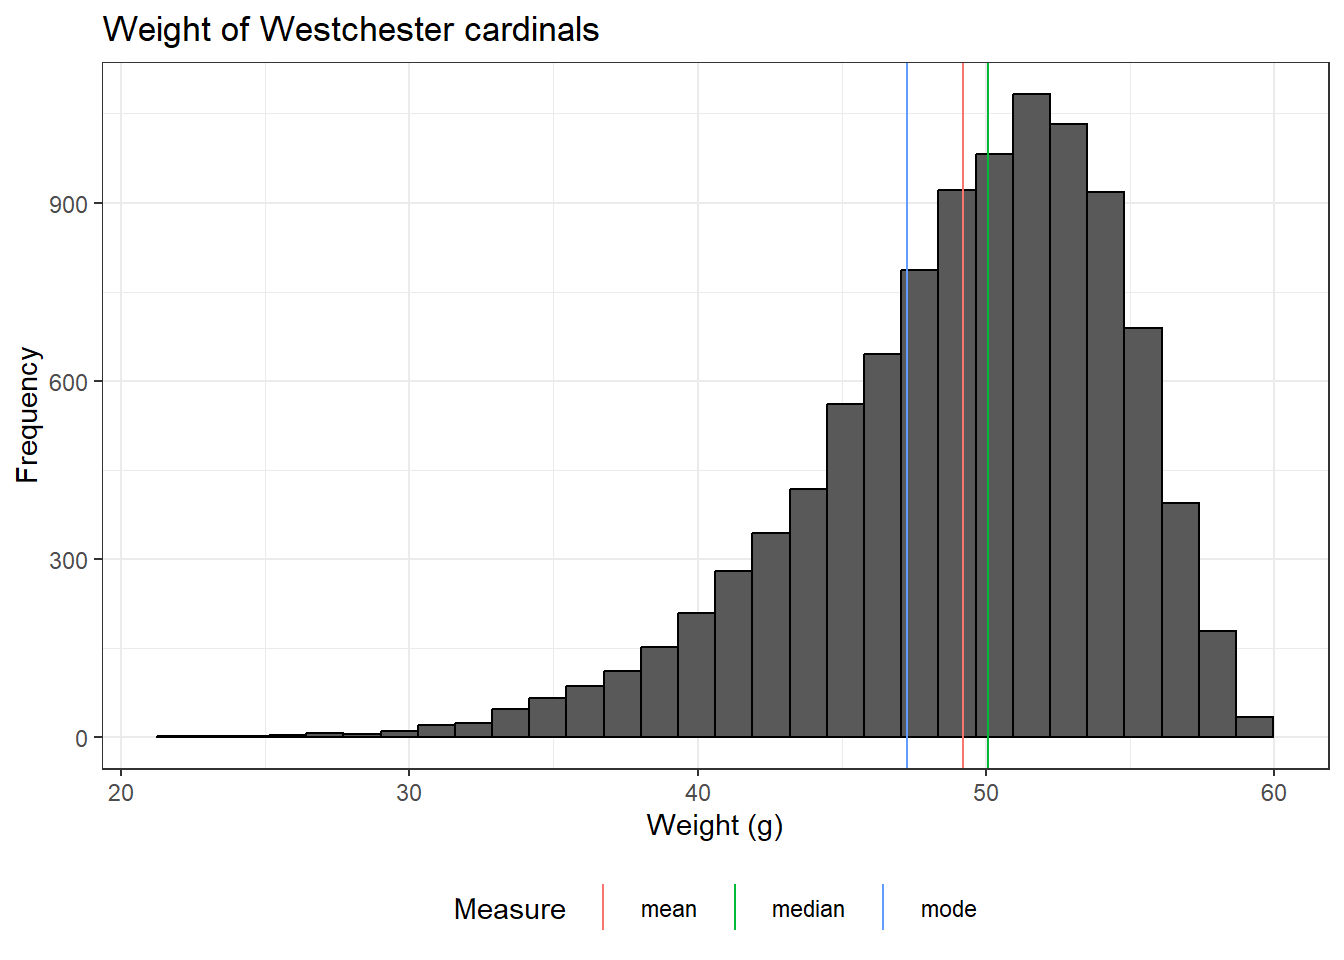 Weight of Westchester cardinals
900
600
300
0
Frequency
20 30 40 50 60
Weight (g)
Measure mean median mode